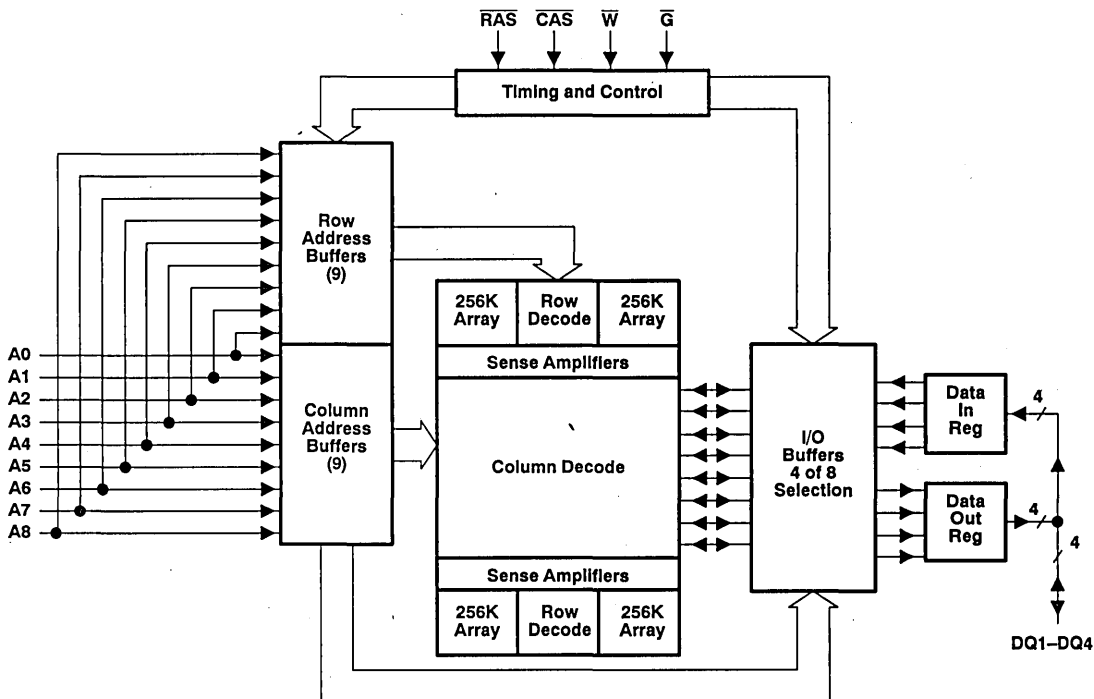 R̅A̅S̅ C̅A̅S̅ W̅ G̅
Timing and Control
Row
Address
Buffers
(9)
256K
Array
Row
Decode
256K
Array
Sense Amplifiers
A0
A1
A2
A3
A4
A5
A6
A7
A8
Column
Address
Buffers
(9)
Column Decode
I/O
Buffers
4 of 8
Selection
Data
In
Reg
4
Data
Out
Reg
4
4
Sense Amplifiers
256K
Array
Row
Decode
256K
Array
DQ1–DQ4